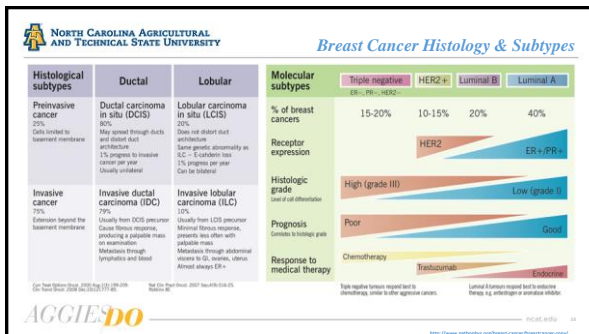 NORTH CAROLINA AGRICULTURAL
AND TECHNICAL STATE UNIVERSITY
Breast Cancer Histology & Subtypes
Histological subtypes
Ductal
Lobular
Preinvasive cancer
25%
Cells limited to
basement membrane
Ductal carcinoma
in situ (DCIS)
80%
May spread through ducts
and distort duct
architecture
1% progress to invasive
cancer per year
Usually unilateral
Lobular carcinoma
in situ (LCIS)
20%
Does not distort duct
architecture
Same genetic abnormality as
ILC – E-cahderin loss
1% progress per year
Can be bilateral
Invasive cancer
75%
Extension beyond the
basement membrane
Invasive ductal
carcinoma (IDC)
79%
Usually from DCIS precursor
Cause fibrous response,
producing a palpable mass
on examination
Metastasis through
lymphatics and blood
Invasive lobular
carcinoma (ILC)
10%
Usually from LCIS precursor
Minimal fibrous response,
presents less often with
palpable mass
Metastasis through abdominal
viscera to GI, ovaries, uterus
Almost always ER+
Molecular subtypes
Triple negative
HER2+
Luminal B
Luminal A
ER–, PR–, HER2–
% of breast cancers
15-20%
10-15%
20%
40%
Receptor expression
HER2
ER+/PR+
Histologic grade
Level of cell differentiation
High (grade III)
Low (grade I)
Prognosis
Correlates to histologic grade
Poor
Good
Response to medical therapy
Chemotherapy
Trastuzumab
Endocrine
Triple negative tumours respond best to
chemotherapy, similar to other aggressive cancers.
Luminal A tumours respond best to endocrine
therapy, e.g. antiestrogen or aromatase inhibitor.
AGGIES DO
ncat.edu